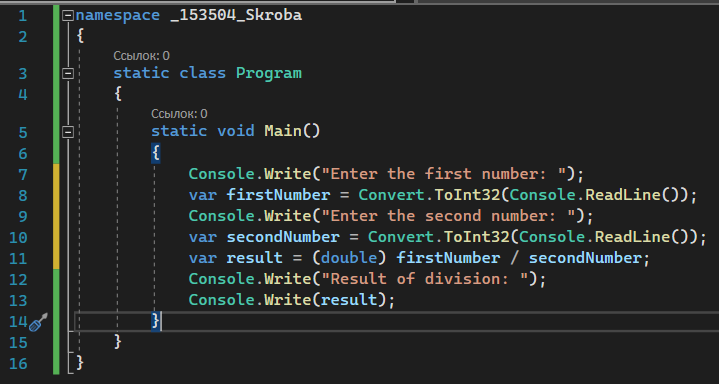 1 namespace _153504_Skroba
2 {
Ссылок: 0
3 static class Program
4 {
Ссылок: 0
5 static void Main()
6 {
7 Console.Write("Enter the first number: ");
8 var firstNumber = Convert.ToInt32(Console.ReadLine());
9 Console.Write("Enter the second number: ");
10 var secondNumber = Convert.ToInt32(Console.ReadLine());
11 var result = (double) firstNumber / secondNumber;
12 Console.Write("Result of division: ");
13 Console.Write(result);
14 }
15 }
16 }